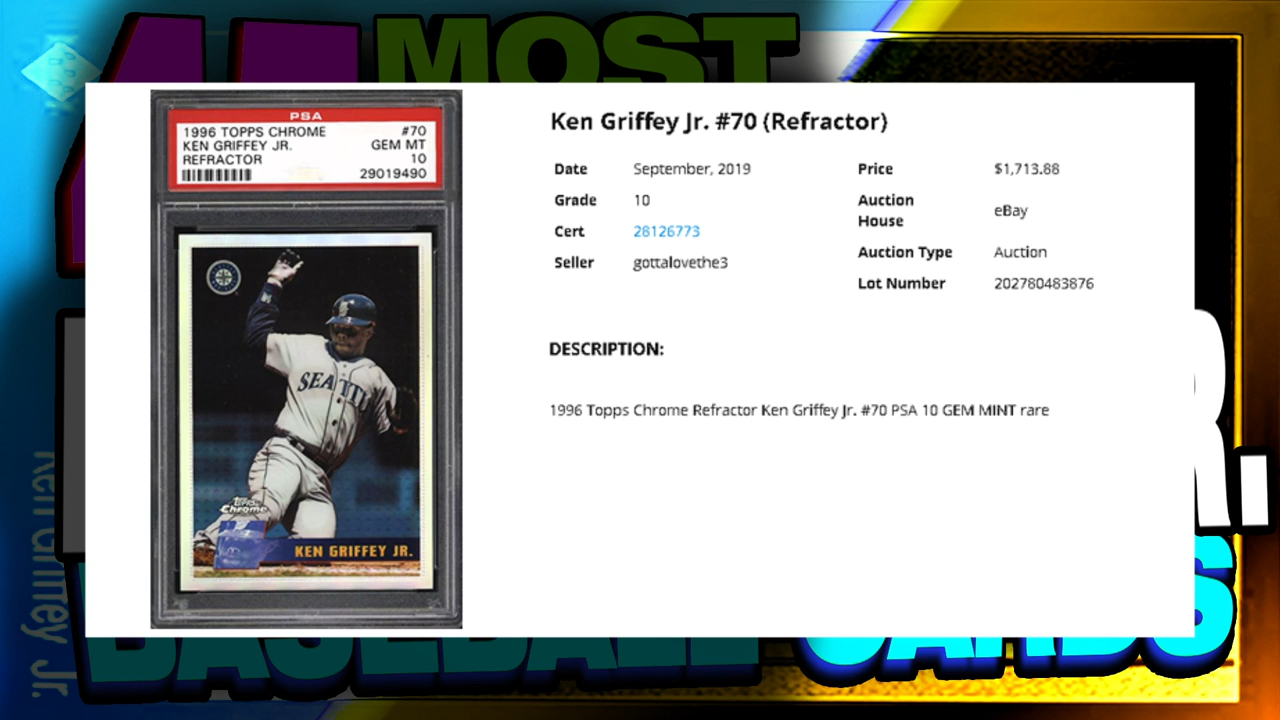 MOST
PSA
1996 TOPPS CHROME #70
KEN GRIFFEY JR. GEM MT
REFRACTOR 10
29019490
SEATTL
Topps
Chrome
KEN GRIFFEY JR.
Ken Griffey Jr. #70 (Refractor)
Date September, 2019
Grade 10
Cert 28126773
Seller gottalovethe3
Price $1,713.88
Auction House eBay
Auction Type Auction
Lot Number 202780483876
DESCRIPTION:
1996 Topps Chrome Refractor Ken Griffey Jr. #70 PSA 10 GEM MINT rare
R.
Ken Griffey Jr.
BASEBALL CARDS